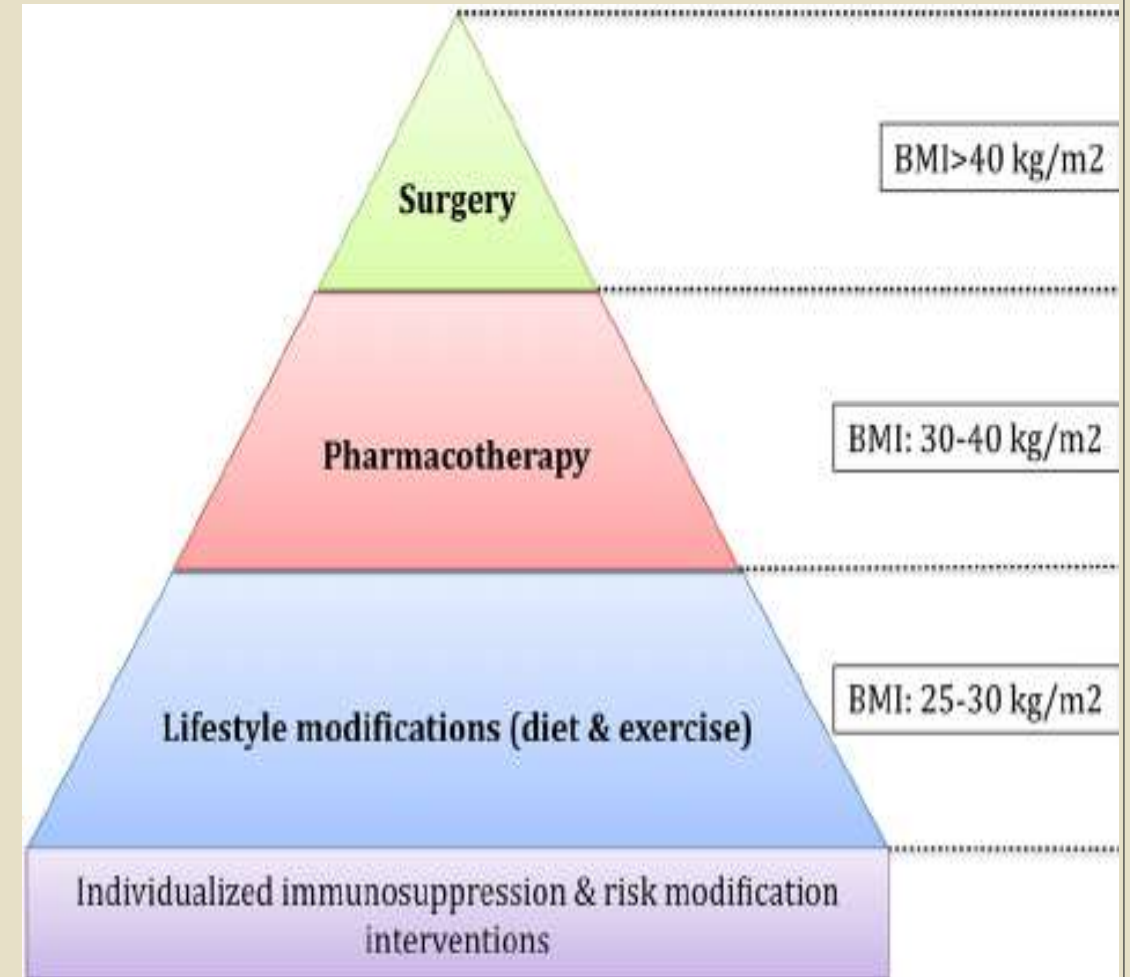 BMI>40 kg/m2
Surgery
BMI: 30-40 kg/m2
Pharmacotherapy
BMI: 25-30 kg/m2
Lifestyle modifications (diet & exercise)
Individualized immunosuppression & risk modification
interventions